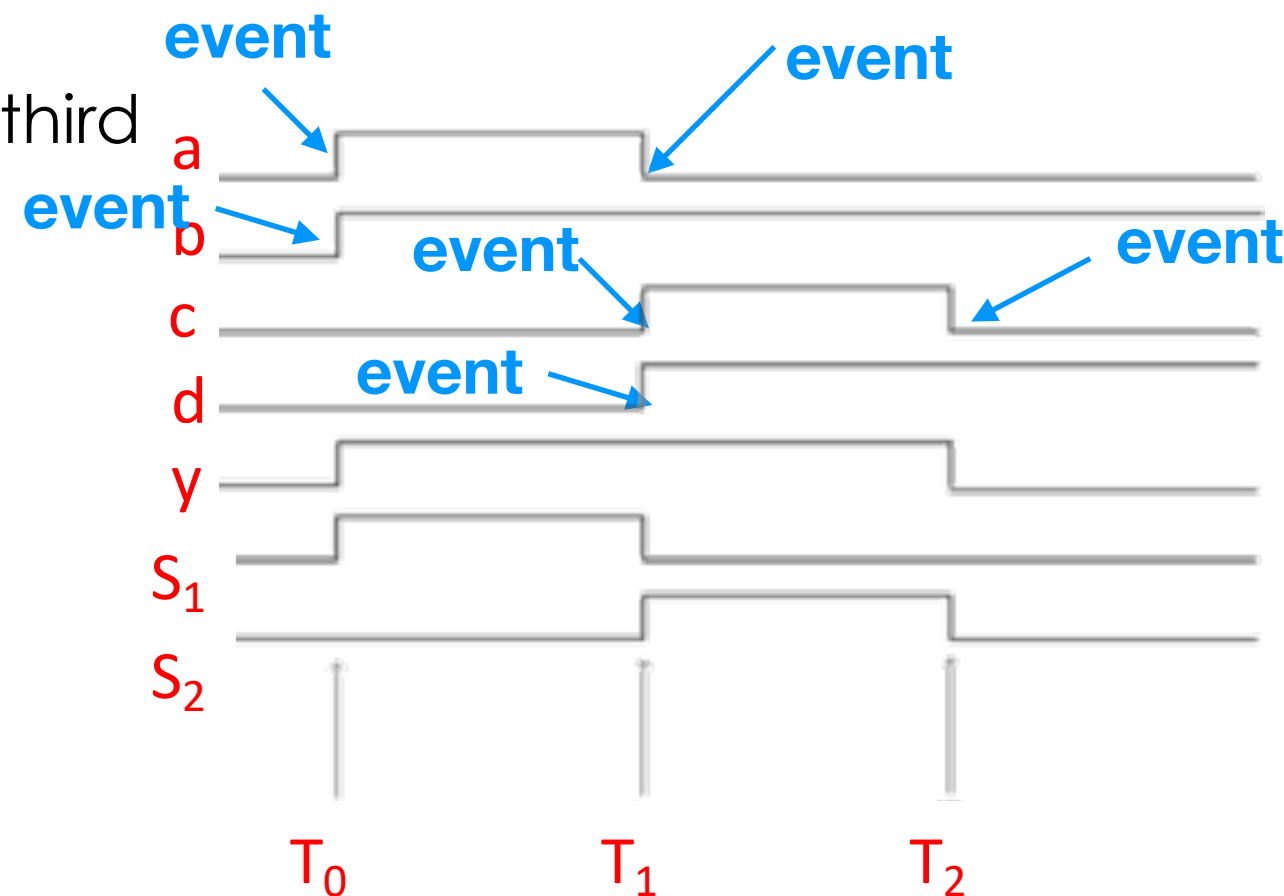 event
event
third
a
event
b
event
event
c
event
d
y
S₁
S₂
T₀ T₁ T₂